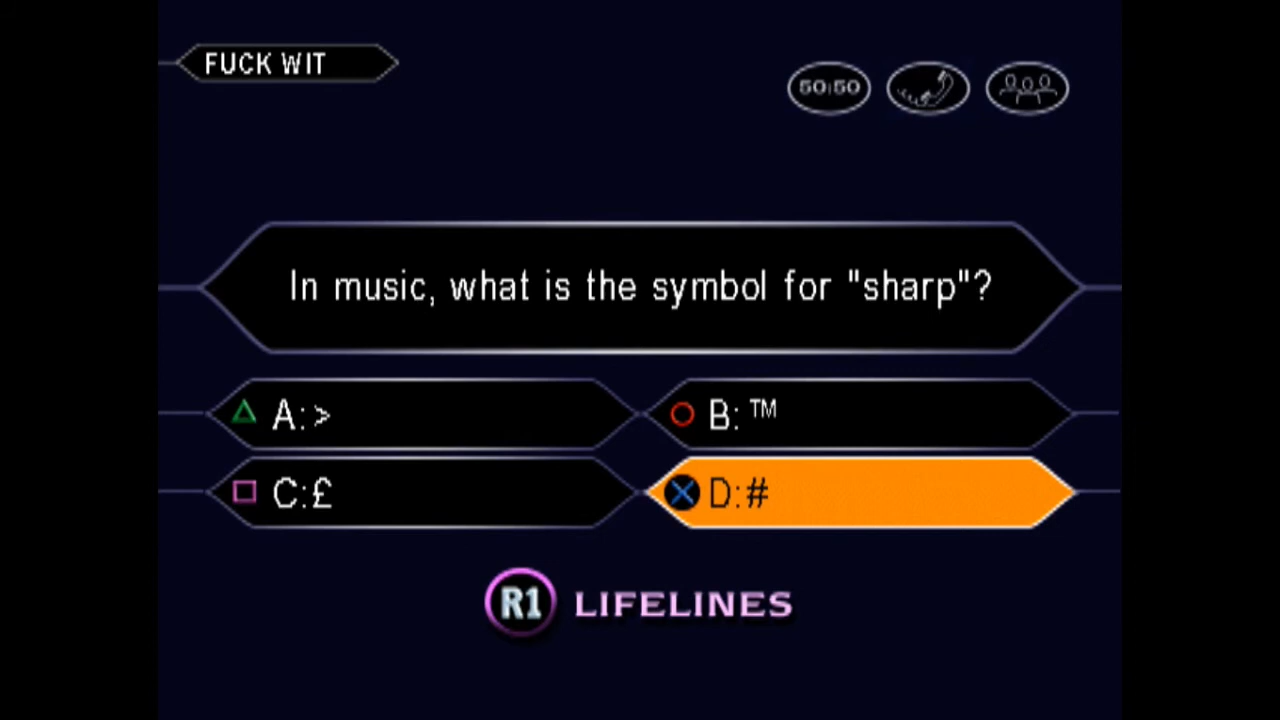 FUCK WIT
50:50
In music, what is the symbol for "sharp"?
A: >
B: ™
C: £
D: #
R1 LIFELINES